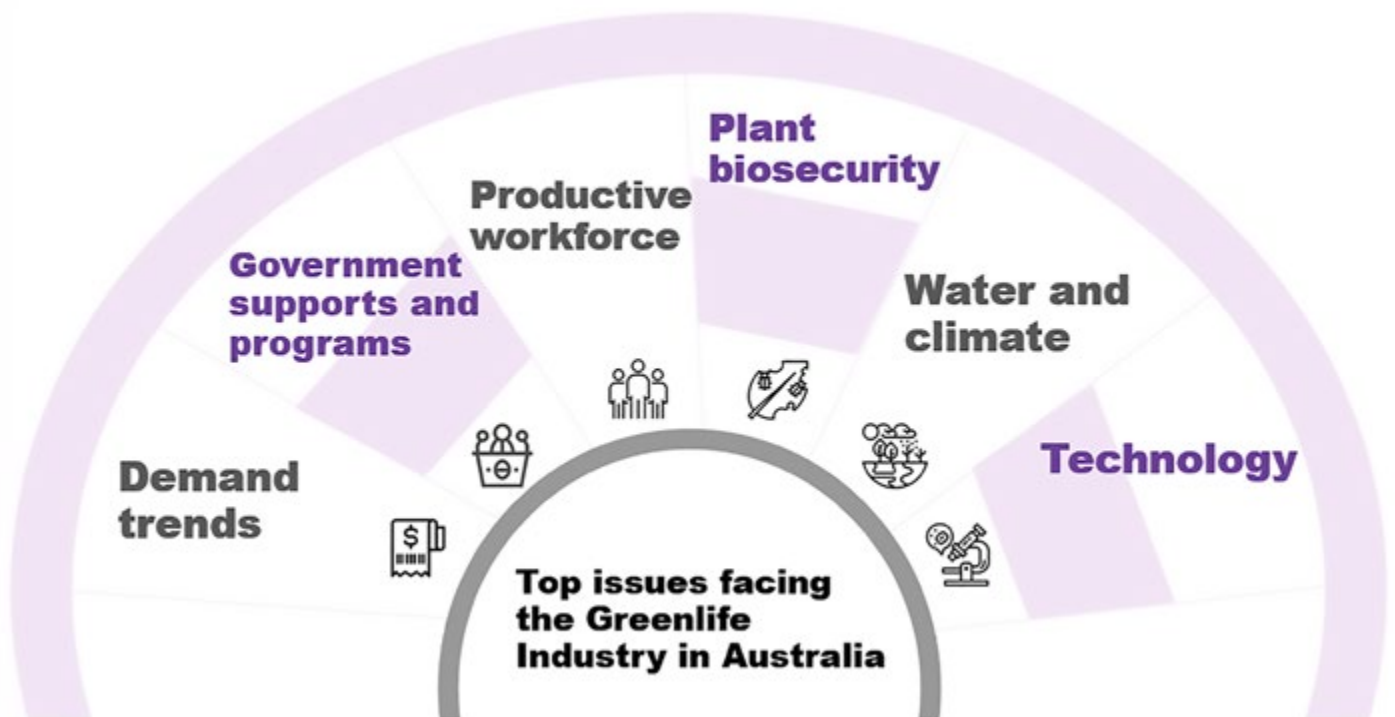 Plant
biosecurity
Productive
workforce
Government
supports and
programs
Water and
climate
Demand
trends
$
Technology
Top issues facing
the Greenlife
Industry in Australia